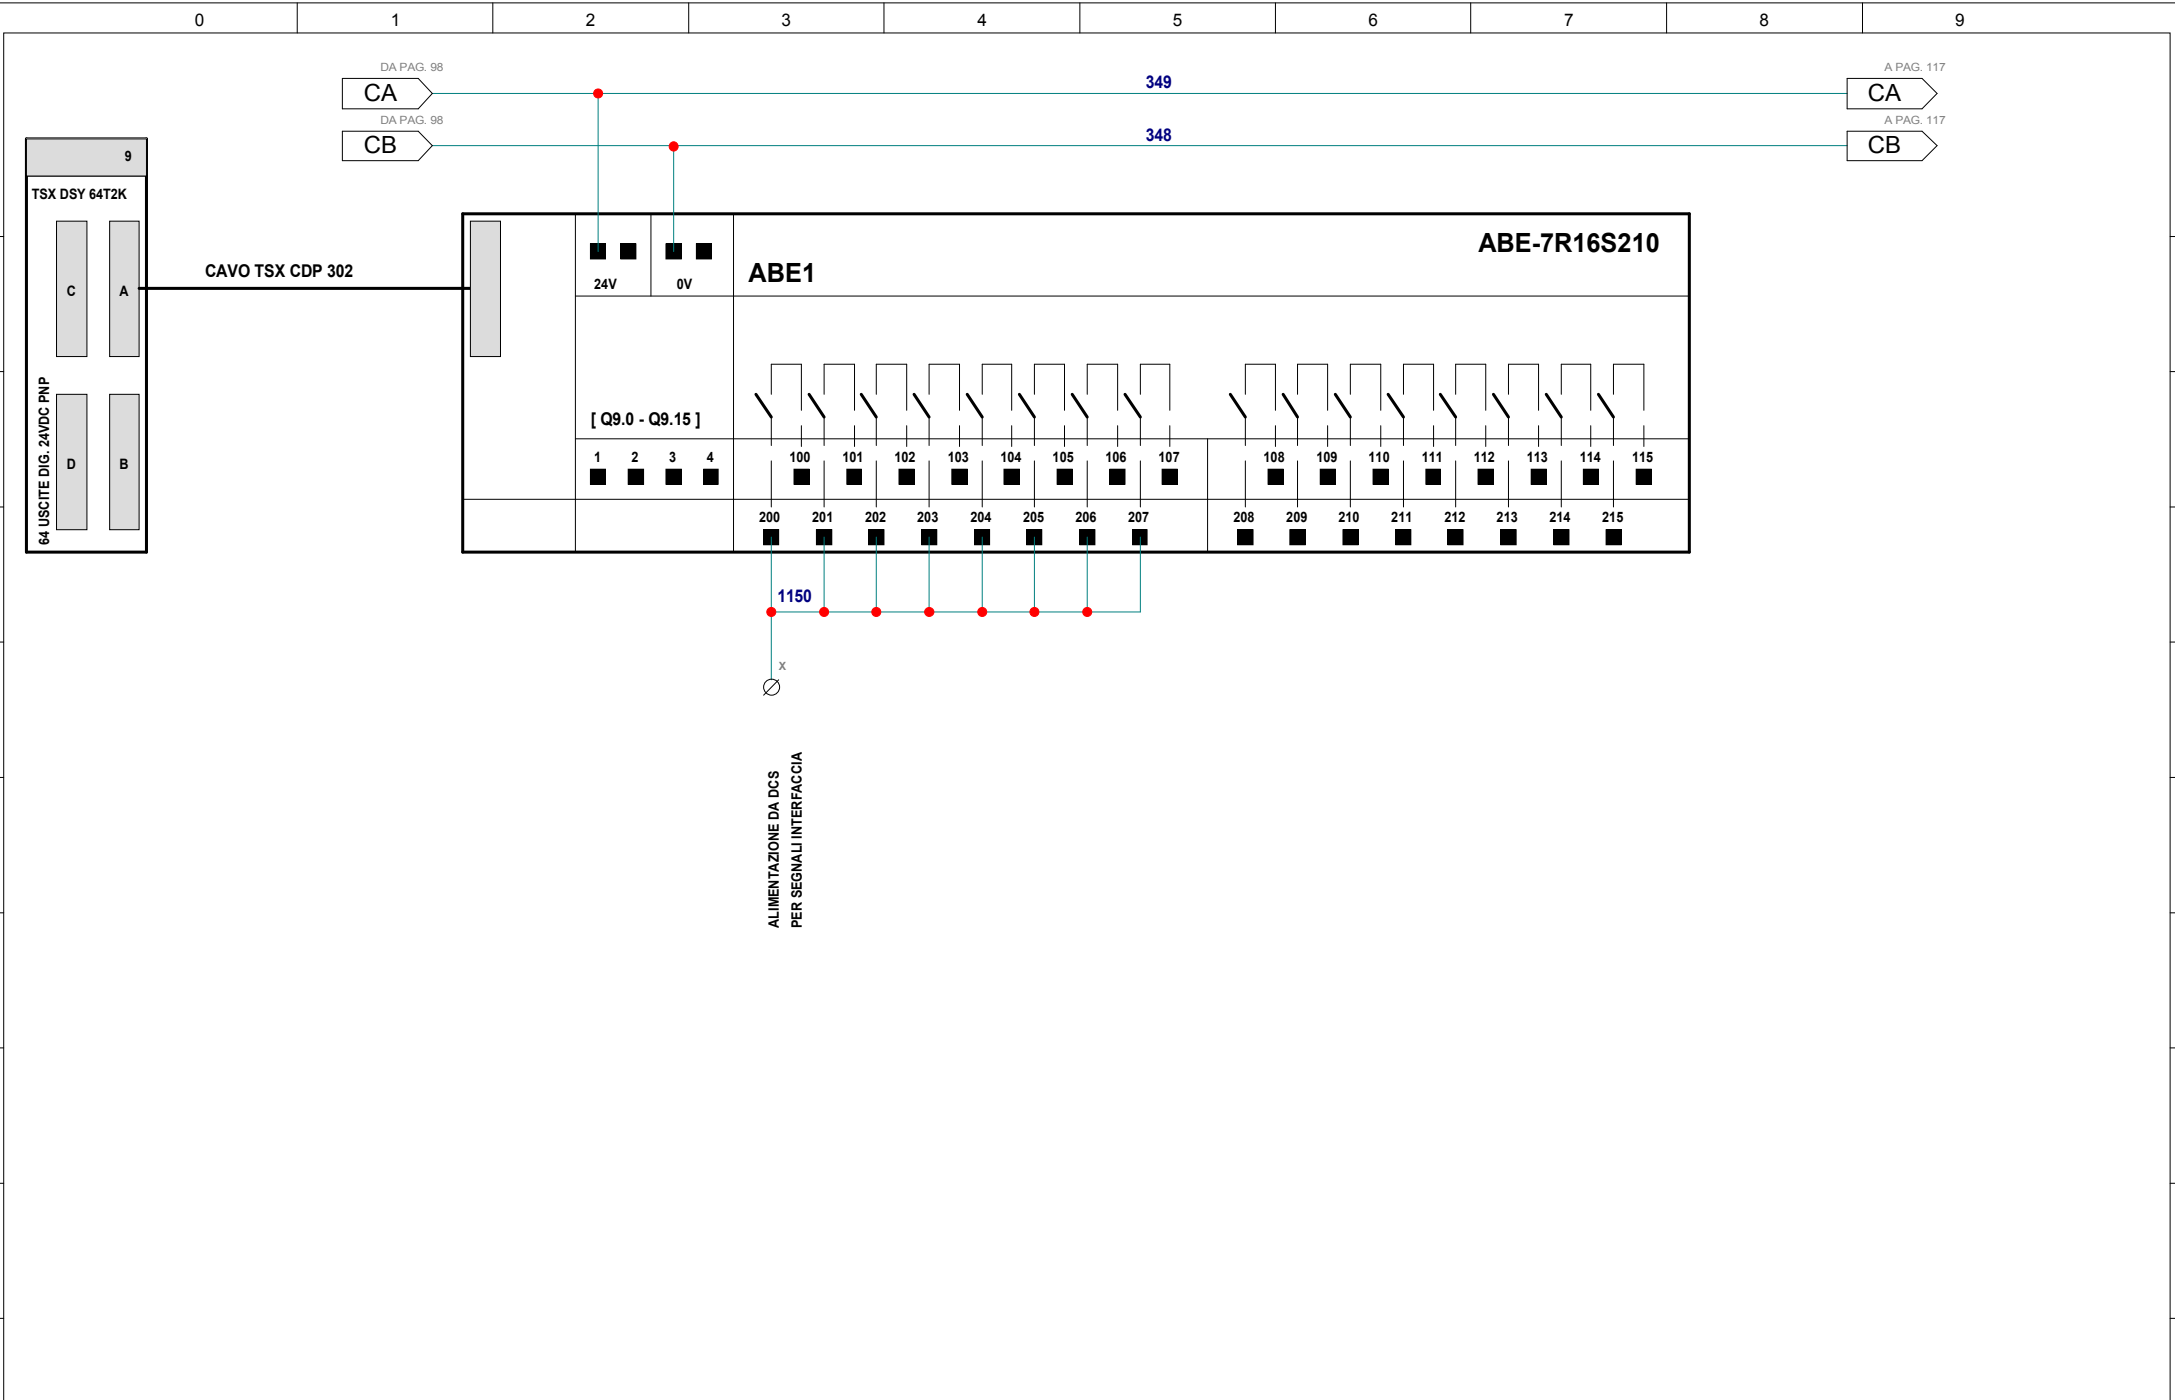 0 1 2 3 4 5 6 7 8 9
DA PAG. 98
CA
349
A PAG. 117
CA
DA PAG. 98
CB
348
A PAG. 117
CB
9
TSX DSY 64T2K
C A
D B
64 USCITE DIG. 24VDC PNP
CAVO TSX CDP 302
24V 0V
ABE1
ABE-7R16S210
[ Q9.0 - Q9.15 ]
1 2 3 4
100 101 102 103 104 105 106 107 108 109 110 111 112 113 114 115
200 201 202 203 204 205 206 207 208 209 210 211 212 213 214 215
1150
x
ALIMENTAZIONE DA DCS
PER SEGNALI INTERFACCIA